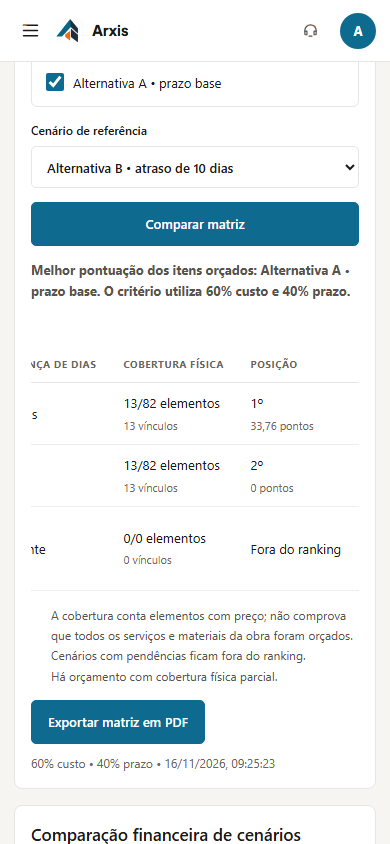 Arxis
A
Alternativa A • prazo base
Cenário de referência
Alternativa B • atraso de 10 dias
Comparar matriz
Melhor pontuação dos itens orçados: Alternativa A •
prazo base. O critério utiliza 60% custo e 40% prazo.
NÇA DE DIAS COBERTURA FÍSICA POSIÇÃO
s 13/82 elementos 1º
13 vínculos 33,76 pontos
13/82 elementos 2º
13 vínculos 0 pontos
nte 0/0 elementos Fora do ranking
0 vínculos
A cobertura conta elementos com preço; não comprova
que todos os serviços e materiais da obra foram orçados.
Cenários com pendências ficam fora do ranking.
Há orçamento com cobertura física parcial.
Exportar matriz em PDF
60% custo • 40% prazo • 16/11/2026, 09:25:23
Comparação financeira de cenários